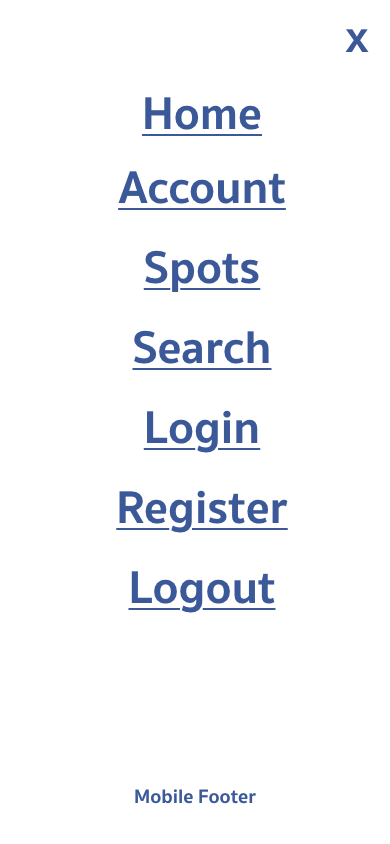 x
Home
Account
Spots
Search
Login
Register
Logout
Mobile Footer